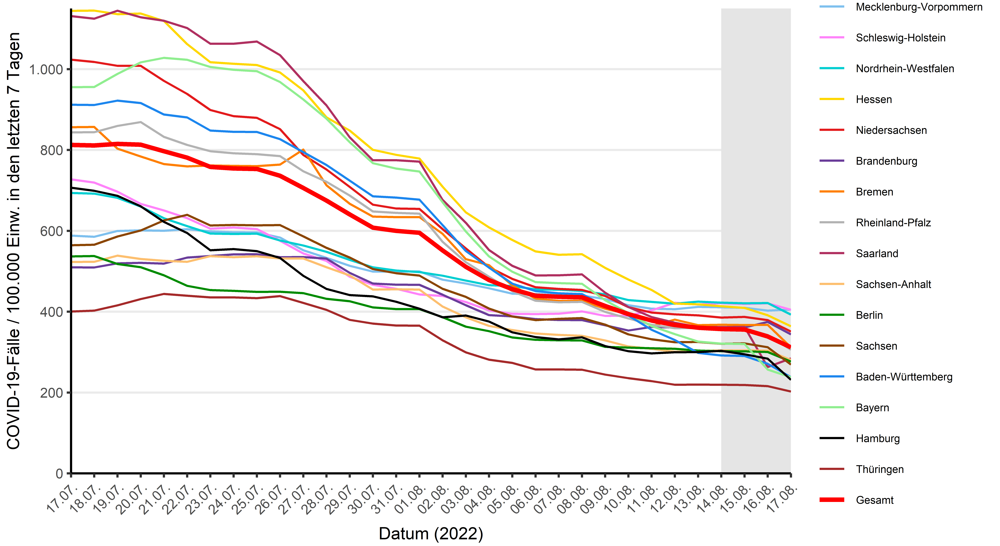 COVID-19-Fälle / 100.000 Einw. in den letzten 7 Tagen
1.000
800
600
400
200
0
17.07.
18.07.
19.07.
20.07.
21.07.
22.07.
23.07.
24.07.
25.07.
26.07.
27.07.
28.07.
29.07.
30.07.
31.07.
01.08.
02.08.
03.08.
04.08.
05.08.
06.08.
07.08.
08.08.
09.08.
10.08.
11.08.
12.08.
13.08.
14.08.
15.08.
16.08.
17.08.
Datum (2022)
Mecklenburg-Vorpommern
Schleswig-Holstein
Nordrhein-Westfalen
Hessen
Niedersachsen
Brandenburg
Bremen
Rheinland-Pfalz
Saarland
Sachsen-Anhalt
Berlin
Sachsen
Baden-Württemberg
Bayern
Hamburg
Thüringen
Gesamt